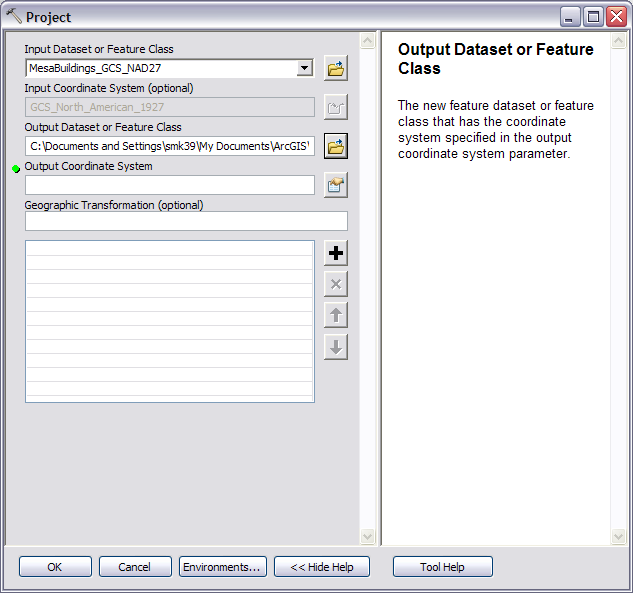 Project
Input Dataset or Feature Class
MesaBuildings_GCS_NAD27
Input Coordinate System (optional)
GCS_North_American_1927
Output Dataset or Feature Class
C:\Documents and Settings\smk39\My Documents\ArcGIS\
Output Coordinate System
Geographic Transformation (optional)
OK
Cancel
Environments...
<< Hide Help
Output Dataset or Feature
Class
The new feature dataset or feature
class that has the coordinate
system specified in the output
coordinate system parameter.
Tool Help